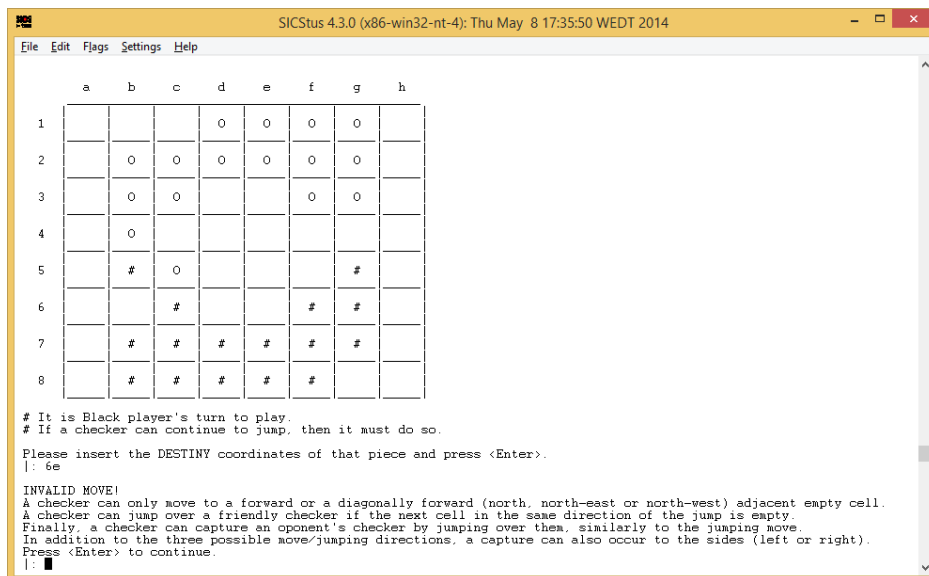 SICStus 4.3.0 (x86-win32-nt-4): Thu May 8 17:35:50 WEDT 2014
File Edit Flags Settings Help
a b c d e f g h
1 O O O O
2 O O O O O O
3 O O O O
4 O
5 # O #
6 # # #
7 # # # # # #
8 # # # # #
# It is Black player's turn to play.
# If a checker can continue to jump, then it must do so.
Please insert the DESTINY coordinates of that piece and press <Enter>.
|: 6e
INVALID MOVE!
A checker can only move to a forward or a diagonally forward (north, north-east or north-west) adjacent empty cell.
A checker can jump over a friendly checker if the next cell in the same direction of the jump is empty.
Finally, a checker can capture an oponent's checker by jumping over them, similarly to the jumping move.
In addition to the three possible move/jumping directions, a capture can also occur to the sides (left or right).
Press <Enter> to continue.
|: